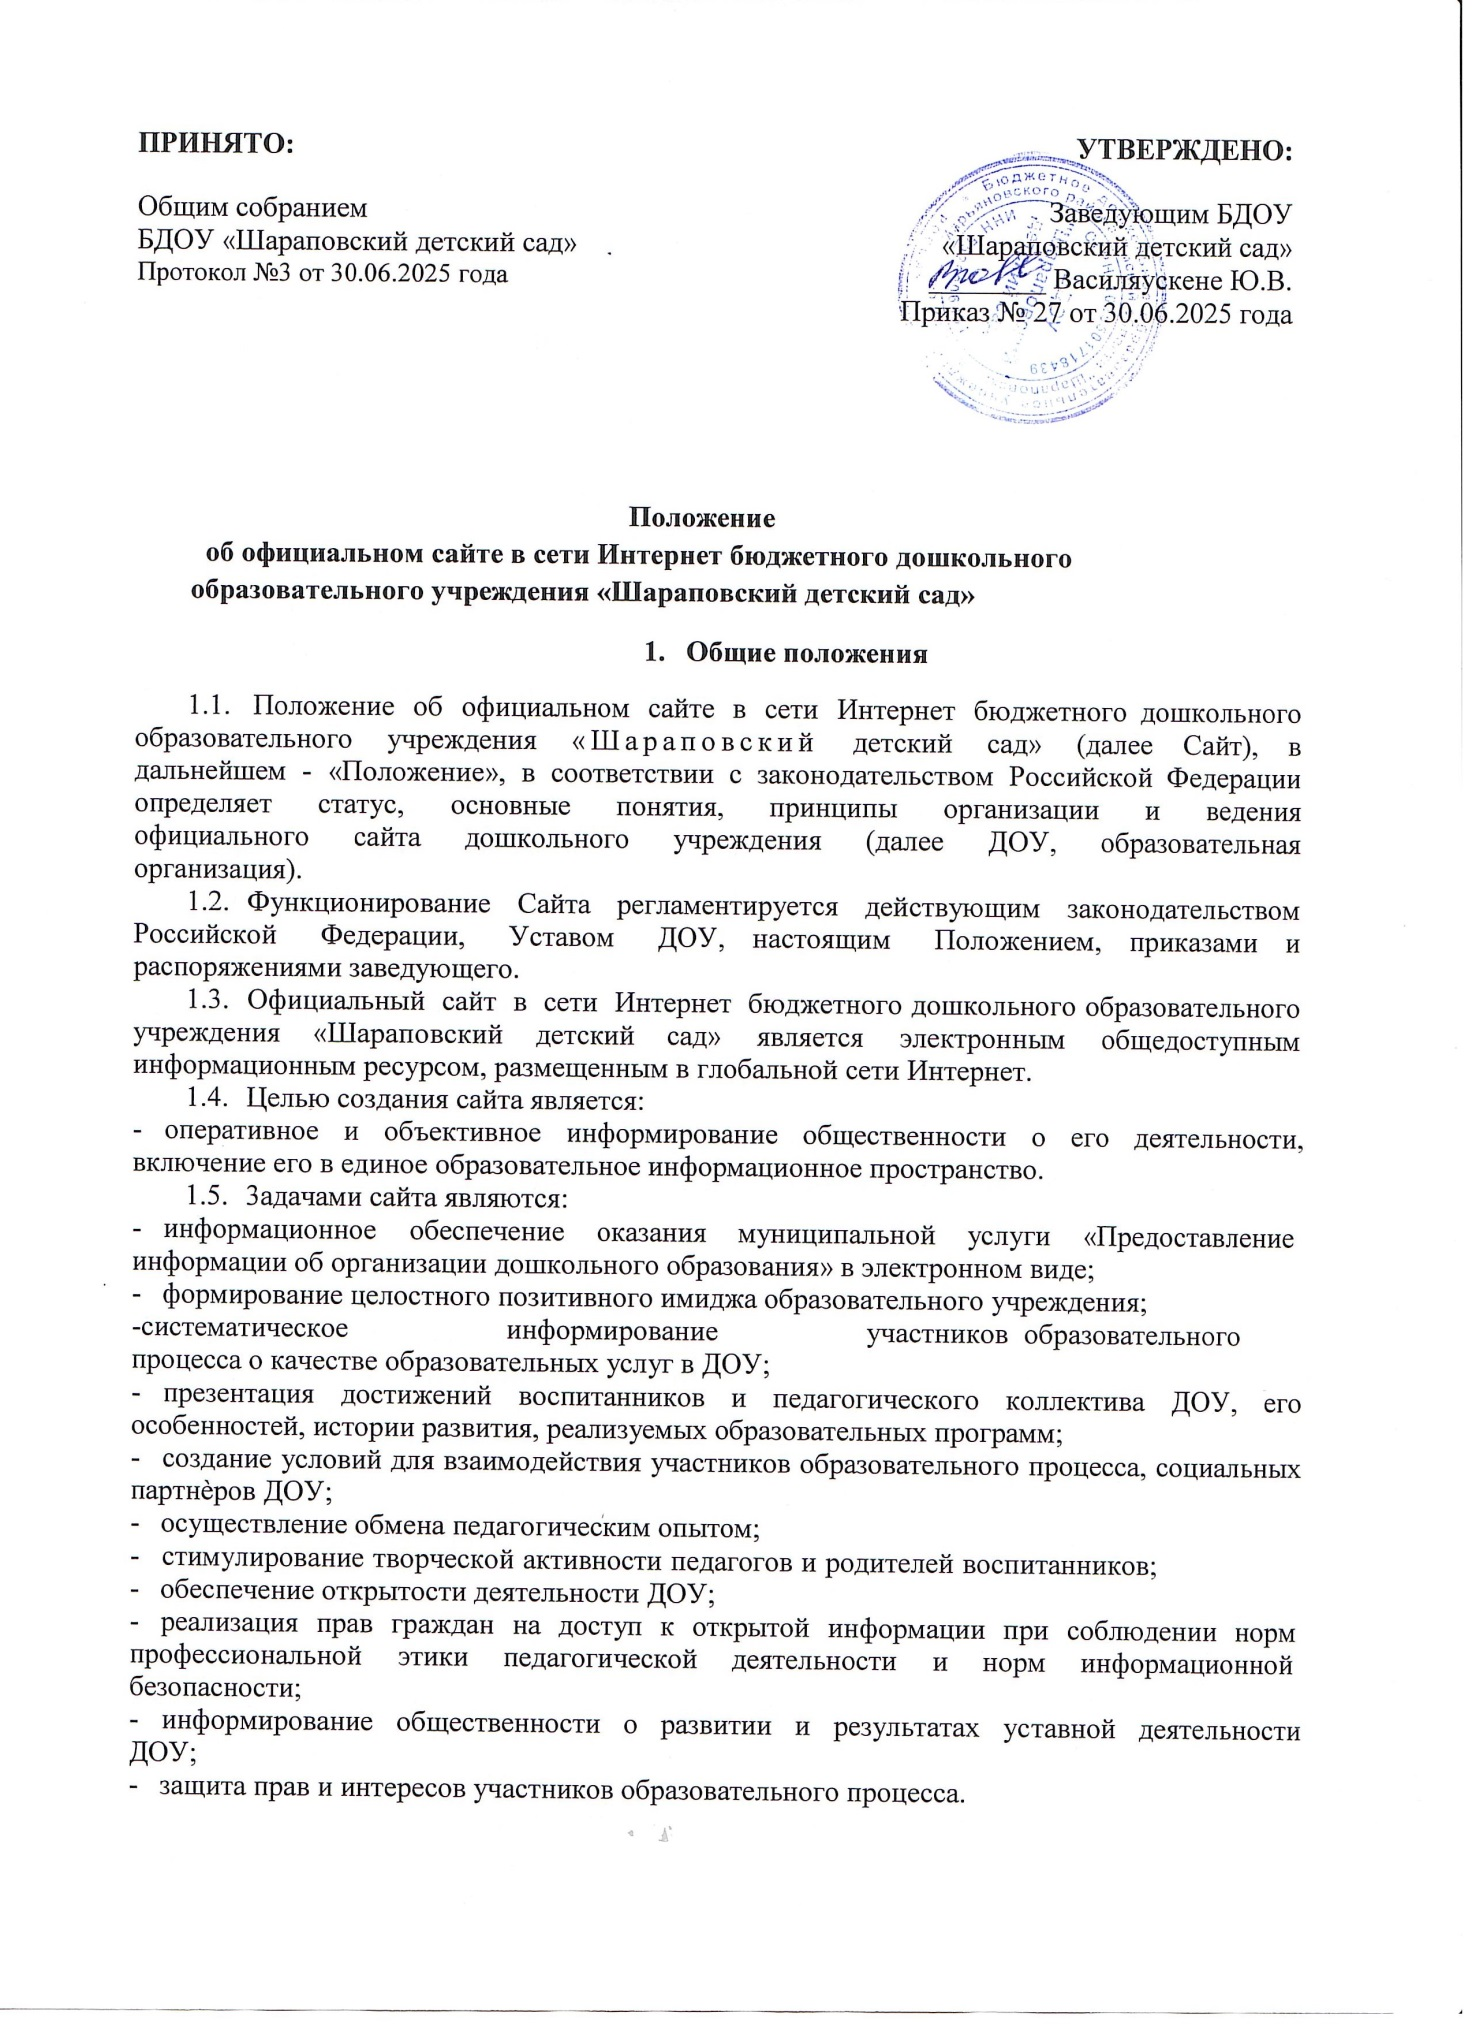 ПРИНЯТО:
Общим собранием
БДОУ «Шараповский детский сад»
Протокол №3 от 30.06.2025 года
УТВЕРЖДЕНО:
Заведующим БДОУ
«Шараповский детский сад»
Василяускене Ю.В.
Приказ № 27 от 30.06.2025 года
Положение
об официальном сайте в сети Интернет бюджетного дошкольного
образовательного учреждения «Шараповский детский сад»
1. Общие положения
1.1. Положение об официальном сайте в сети Интернет бюджетного дошкольного
образовательного учреждения «Шараповский детский сад» (далее Сайт), в
дальнейшем - «Положение», в соответствии с законодательством Российской Федерации
определяет статус, основные понятия, принципы организации и ведения
официального сайта дошкольного учреждения (далее ДОУ, образовательная
организация).
1.2. Функционирование Сайта регламентируется действующим законодательством
Российской Федерации, Уставом ДОУ, настоящим Положением, приказами и
распоряжениями заведующего.
1.3. Официальный сайт в сети Интернет бюджетного дошкольного образовательного
учреждения «Шараповский детский сад» является электронным общедоступным
информационным ресурсом, размещенным в глобальной сети Интернет.
1.4. Целью создания сайта является:
- оперативное и объективное информирование общественности о его деятельности,
включение его в единое образовательное информационное пространство.
1.5. Задачами сайта являются:
- информационное обеспечение оказания муниципальной услуги «Предоставление
информации об организации дошкольного образования» в электронном виде;
- формирование целостного позитивного имиджа образовательного учреждения;
-систематическое информирование участников образовательного
процесса о качестве образовательных услуг в ДОУ;
- презентация достижений воспитанников и педагогического коллектива ДОУ, его
особенностей, истории развития, реализуемых образовательных программ;
- создание условий для взаимодействия участников образовательного процесса, социальных
партнѐров ДОУ;
- осуществление обмена педагогическим опытом;
- стимулирование творческой активности педагогов и родителей воспитанников;
- обеспечение открытости деятельности ДОУ;
- реализация прав граждан на доступ к открытой информации при соблюдении норм
профессиональной этики педагогической деятельности и норм информационной
безопасности;
- информирование общественности о развитии и результатах уставной деятельности
ДОУ;
- защита прав и интересов участников образовательного процесса.